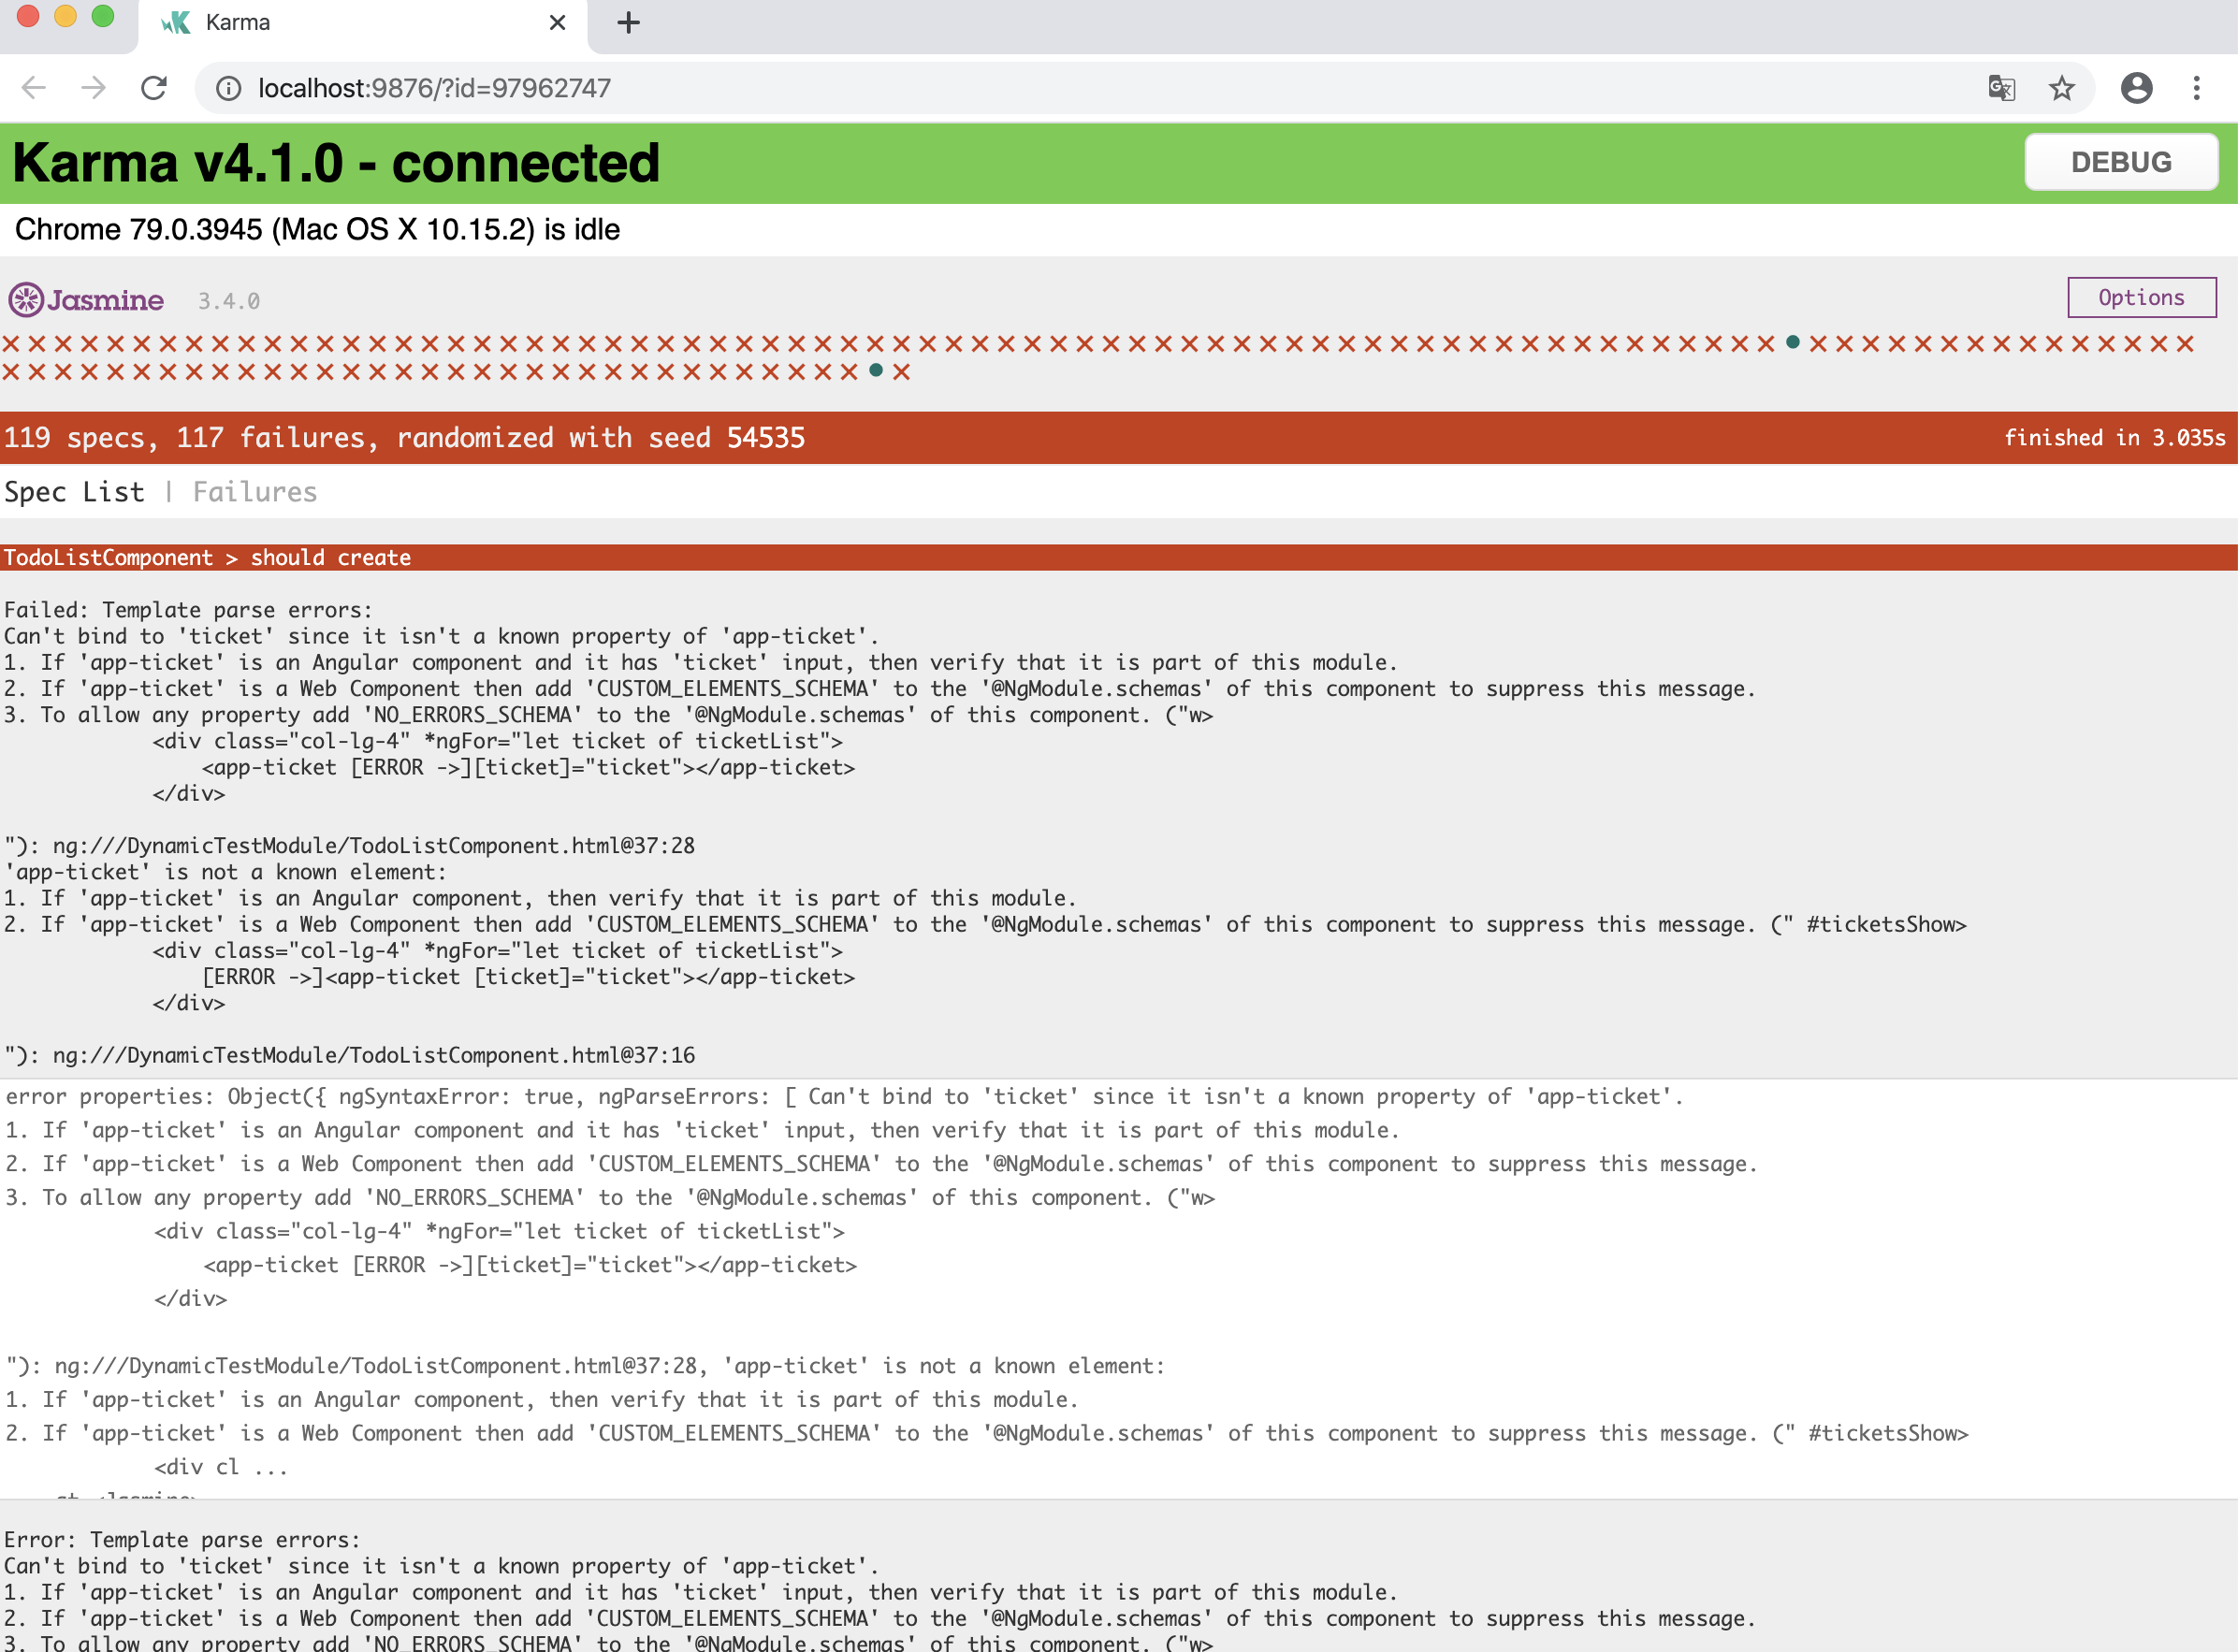 Karma
localhost:9876/?id=97962747
Karma v4.1.0 - connected
DEBUG
Chrome 79.0.3945 (Mac OS X 10.15.2) is idle
Jasmine 3.4.0
Options
119 specs, 117 failures, randomized with seed 54535
finished in 3.035s
Spec List | Failures
TodoListComponent > should create
Failed: Template parse errors:
Can't bind to 'ticket' since it isn't a known property of 'app-ticket'.
1. If 'app-ticket' is an Angular component and it has 'ticket' input, then verify that it is part of this module.
2. If 'app-ticket' is a Web Component then add 'CUSTOM_ELEMENTS_SCHEMA' to the '@NgModule.schemas' of this component to suppress this message.
3. To allow any property add 'NO_ERRORS_SCHEMA' to the '@NgModule.schemas' of this component. ("w>
<div class="col-lg-4" *ngFor="let ticket of ticketList">
<app-ticket [ERROR ->][ticket]="ticket"></app-ticket>
</div>
"): ng:///DynamicTestModule/TodoListComponent.html@37:28
'app-ticket' is not a known element:
1. If 'app-ticket' is an Angular component, then verify that it is part of this module.
2. If 'app-ticket' is a Web Component then add 'CUSTOM_ELEMENTS_SCHEMA' to the '@NgModule.schemas' of this component to suppress this message. (" #ticketsShow>
<div class="col-lg-4" *ngFor="let ticket of ticketList">
[ERROR ->]<app-ticket [ticket]="ticket"></app-ticket>
</div>
"): ng:///DynamicTestModule/TodoListComponent.html@37:16
error properties: Object({ ngSyntaxError: true, ngParseErrors: [ Can't bind to 'ticket' since it isn't a known property of 'app-ticket'.
1. If 'app-ticket' is an Angular component and it has 'ticket' input, then verify that it is part of this module.
2. If 'app-ticket' is a Web Component then add 'CUSTOM_ELEMENTS_SCHEMA' to the '@NgModule.schemas' of this component to suppress this message.
3. To allow any property add 'NO_ERRORS_SCHEMA' to the '@NgModule.schemas' of this component. ("w>
<div class="col-lg-4" *ngFor="let ticket of ticketList">
<app-ticket [ERROR ->][ticket]="ticket"></app-ticket>
</div>
"): ng:///DynamicTestModule/TodoListComponent.html@37:28, 'app-ticket' is not a known element:
1. If 'app-ticket' is an Angular component, then verify that it is part of this module.
2. If 'app-ticket' is a Web Component then add 'CUSTOM_ELEMENTS_SCHEMA' to the '@NgModule.schemas' of this component to suppress this message. (" #ticketsShow>
<div cl ...
at <Jasmine>
Error: Template parse errors:
Can't bind to 'ticket' since it isn't a known property of 'app-ticket'.
1. If 'app-ticket' is an Angular component and it has 'ticket' input, then verify that it is part of this module.
2. If 'app-ticket' is a Web Component then add 'CUSTOM_ELEMENTS_SCHEMA' to the '@NgModule.schemas' of this component to suppress this message.
3. To allow any property add 'NO_ERRORS_SCHEMA' to the '@NgModule.schemas' of this component. ("w>